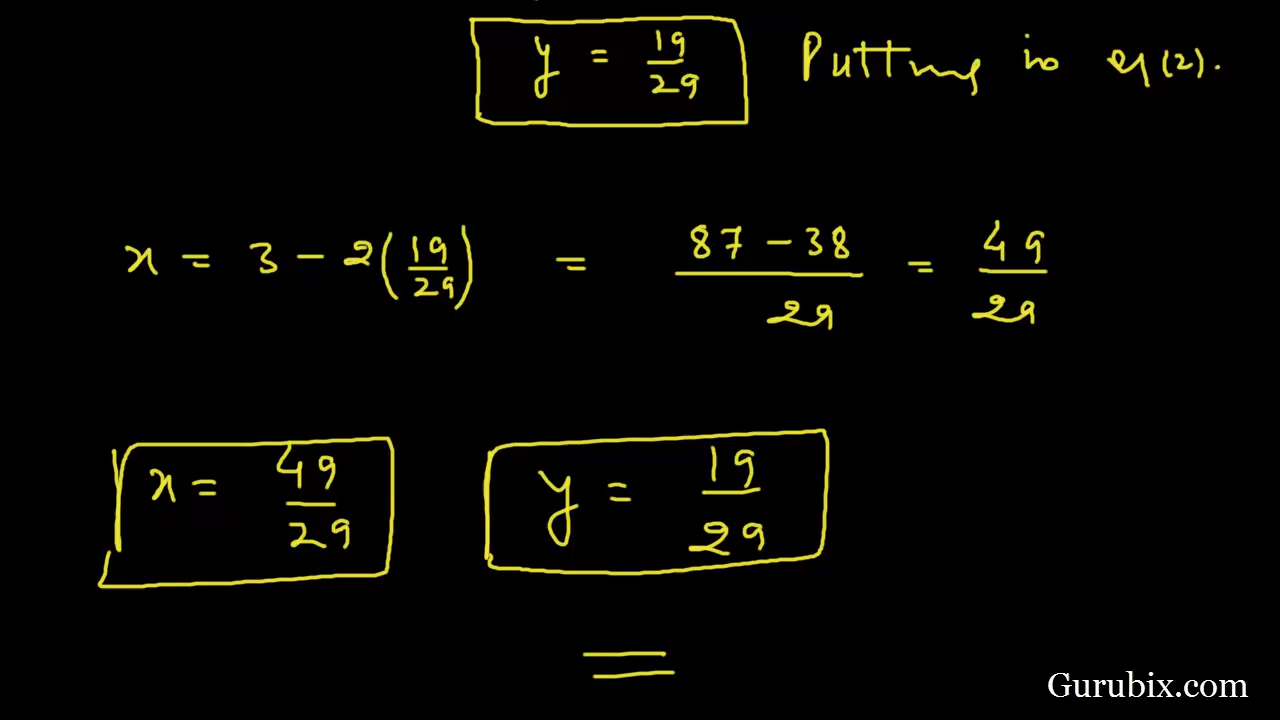 y = 19/29 Putting in eq(2).
x = 3 - 2(19/29) = 87 - 38/29 = 49/29
x = 49/29 y = 19/29
Gurubix.com